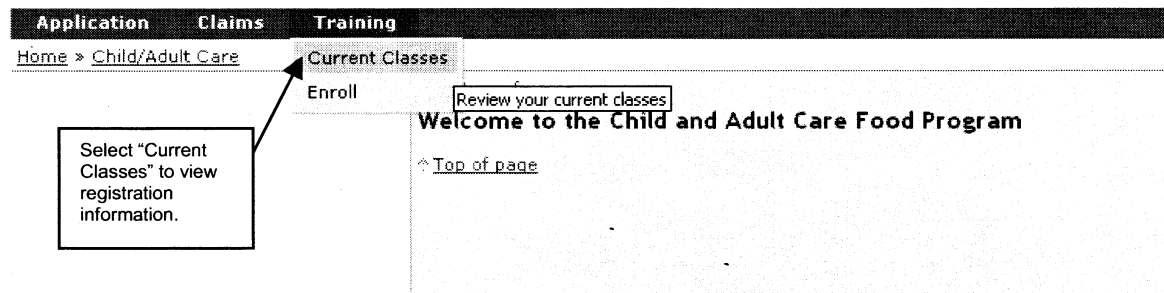 Application Claims Training
Home » Child/Adult Care
Current Classes
Enroll
Review your current classes
Welcome to the Child and Adult Care Food Program
^ Top of page
Select “Current
Classes” to view
registration
information.